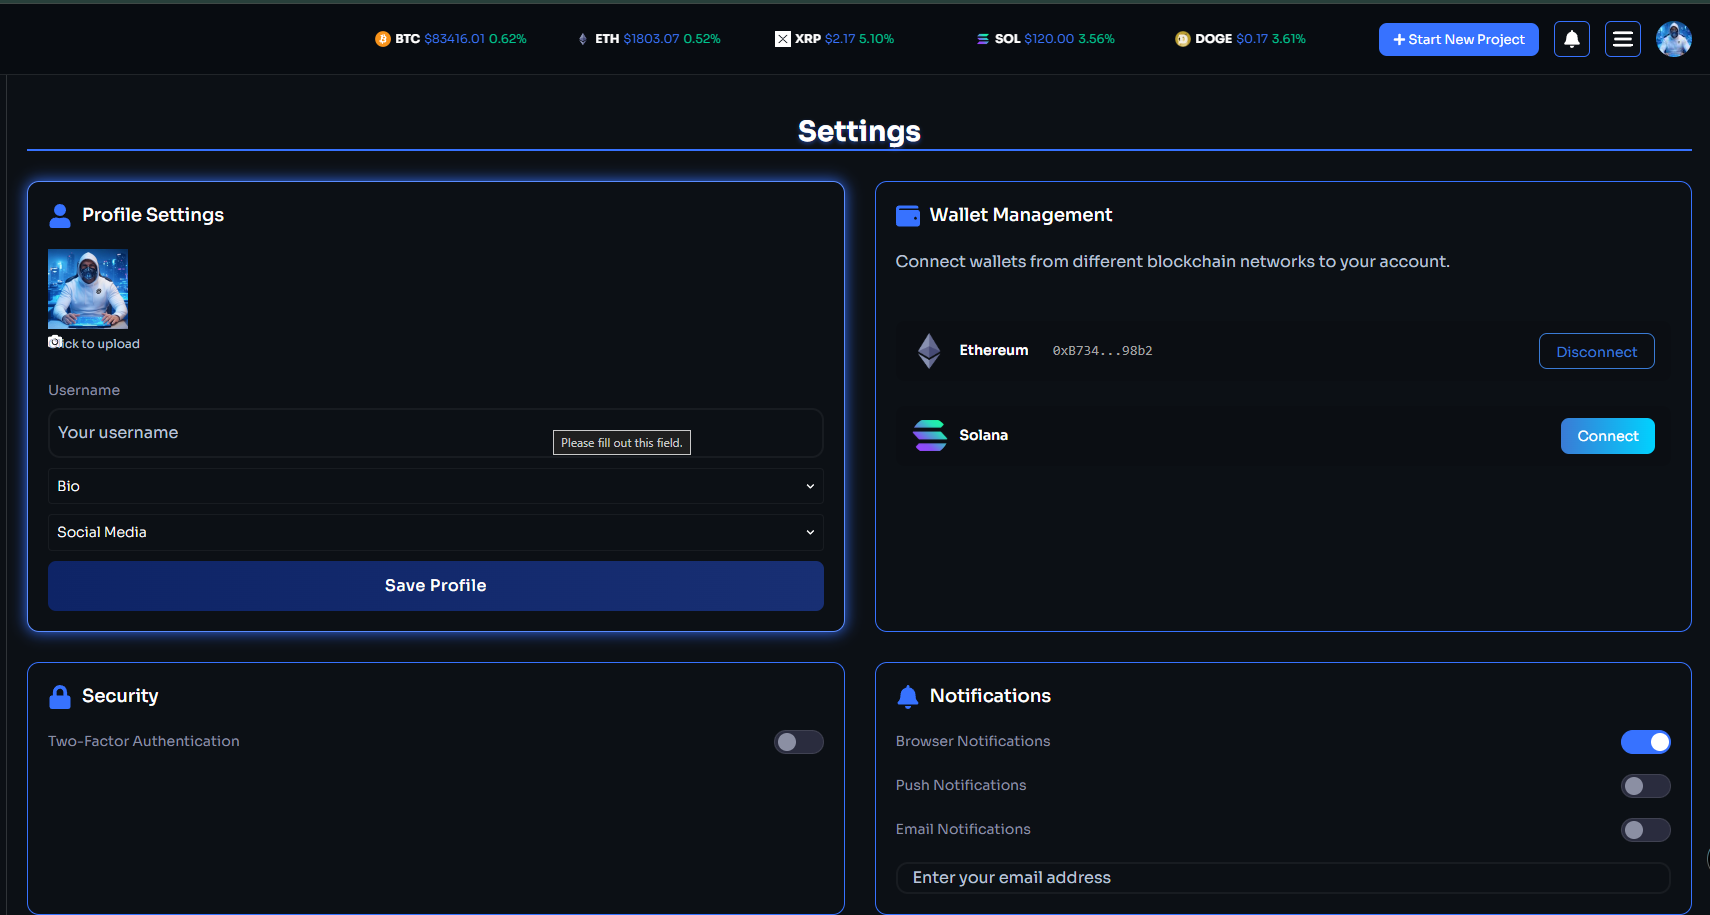 BTC $83416.01 0.62% ETH $1803.07 0.52% XRP $2.17 5.10% SOL $120.00 3.56% DOGE $0.17 3.61% + Start New Project
Settings
Profile Settings
to upload
Username
Your username
Please fill out this field.
Bio
Social Media
Save Profile
Wallet Management
Connect wallets from different blockchain networks to your account.
Ethereum 0xB734...98b2 Disconnect
Solana Connect
Security
Two-Factor Authentication
Notifications
Browser Notifications
Push Notifications
Email Notifications
Enter your email address